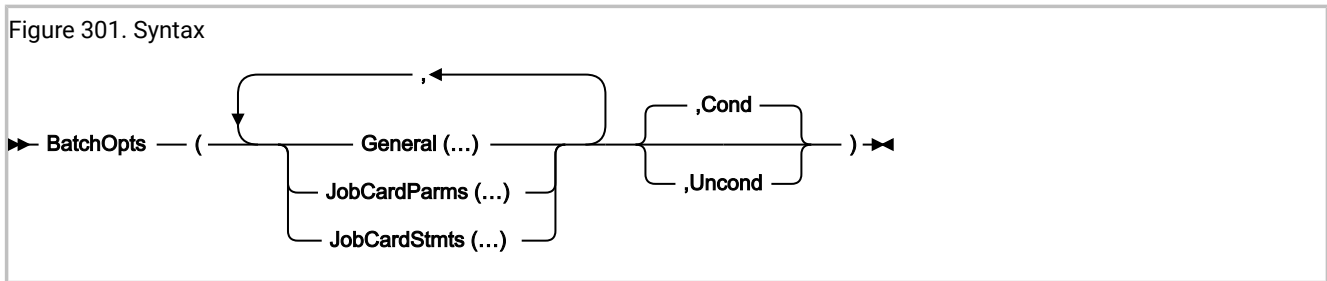 Figure 301. Syntax
,
,Cond
BatchOpts ( General (…) )
JobCardParms (…) ,Uncond
JobCardStmts (…)